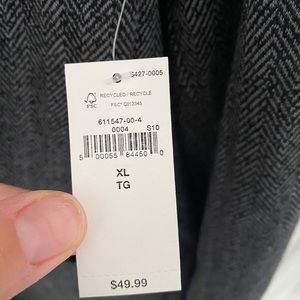 S427-0005
FSC
RECYCLED / RECYCLE
FSC® C012345
611547-00-4
0004 S10
5 00055 84450 0
XL
TG
$49.99